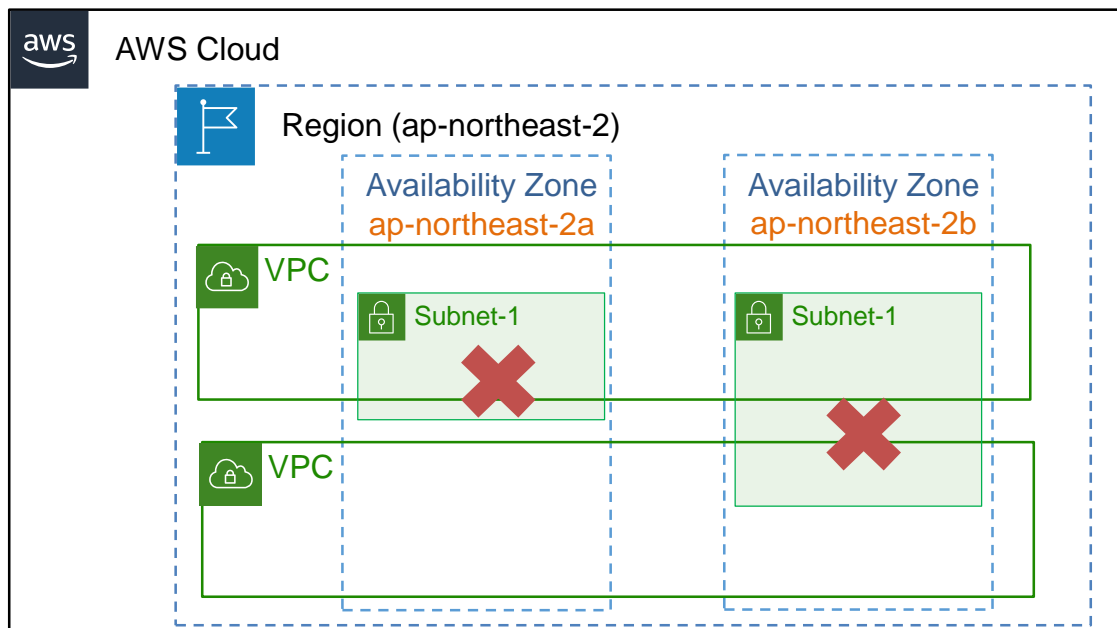 aws
AWS Cloud
Region (ap-northeast-2)
Availability Zone
ap-northeast-2a
Availability Zone
ap-northeast-2b
VPC
Subnet-1
Subnet-1
VPC